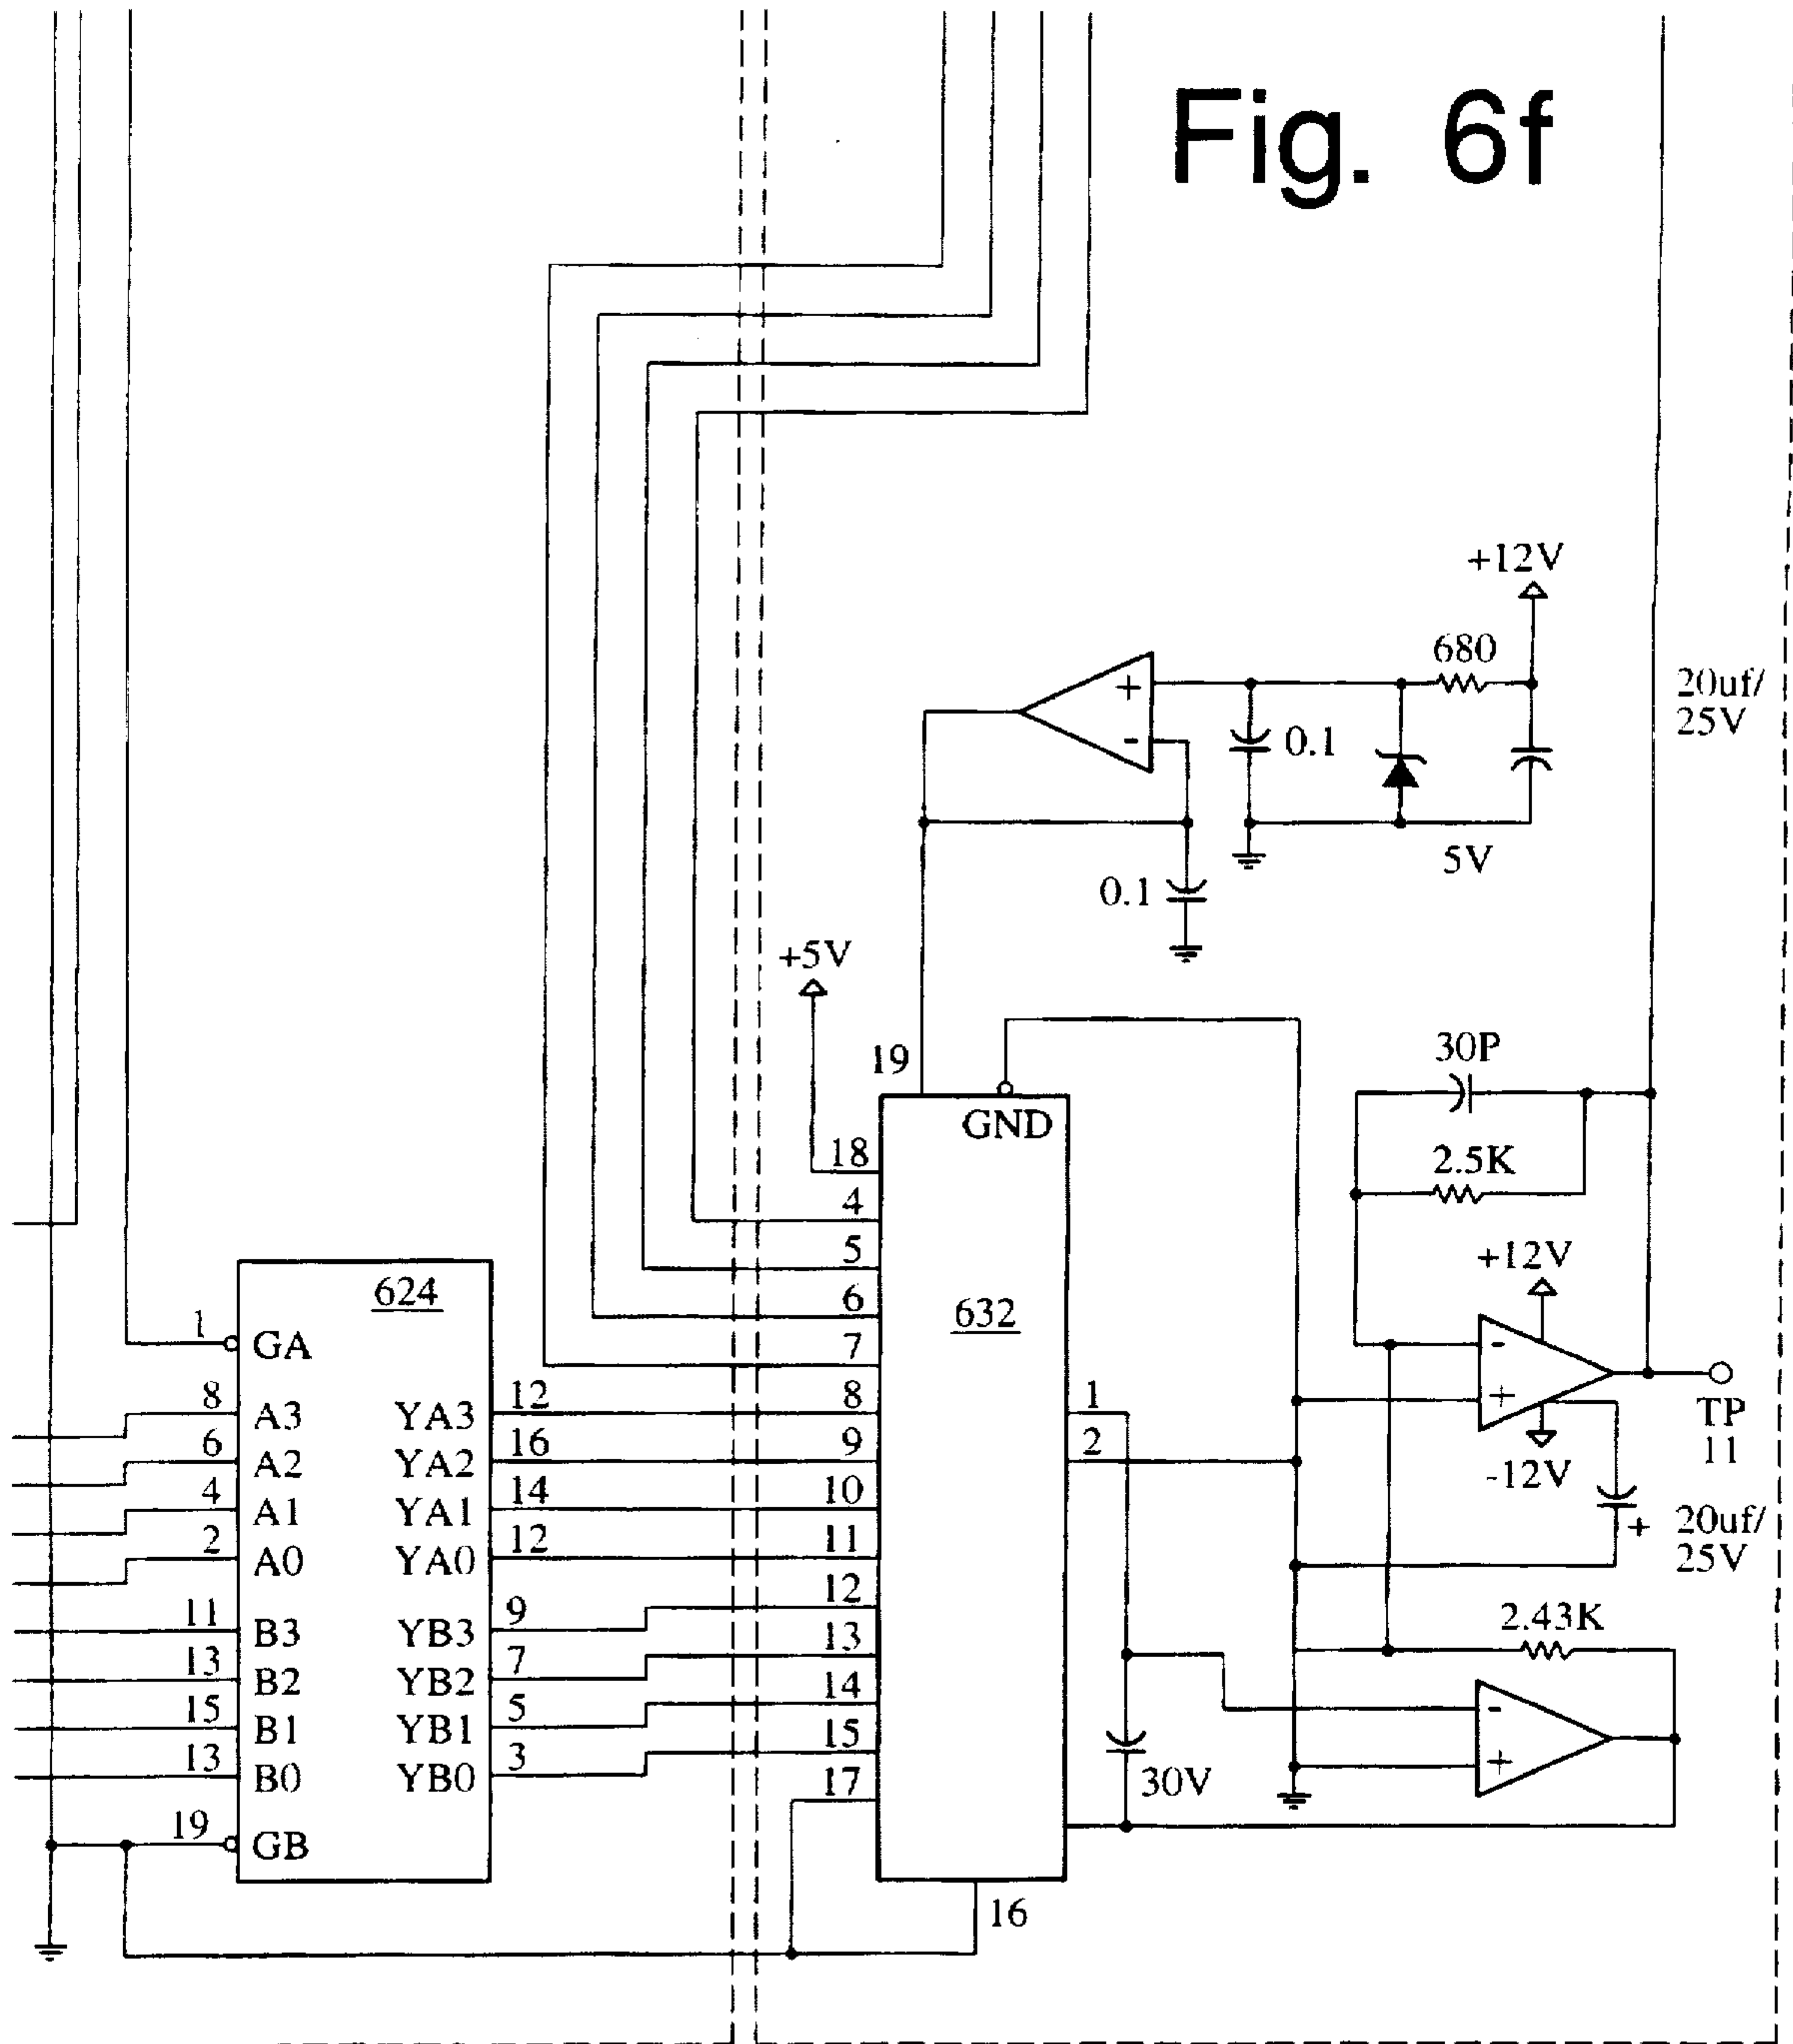 Fig. 6f
+12V
680
20uf/
25V
+
-
0.1
5V
0.1
+5V
19
GND
30P
18
2.5K
4
5
624
+12V
6
632
1
GA
7
-
8
A3
YA3
12
8
1
+
TP
11
6
A2
YA2
16
9
2
-12V
4
A1
YA1
14
10
+
20uf/
25V
2
A0
YA0
12
11
12
11
B3
YB3
9
13
2.43K
13
B2
YB2
7
14
-
15
B1
YB1
5
15
13
B0
YB0
3
17
30V
+
19
GB
16